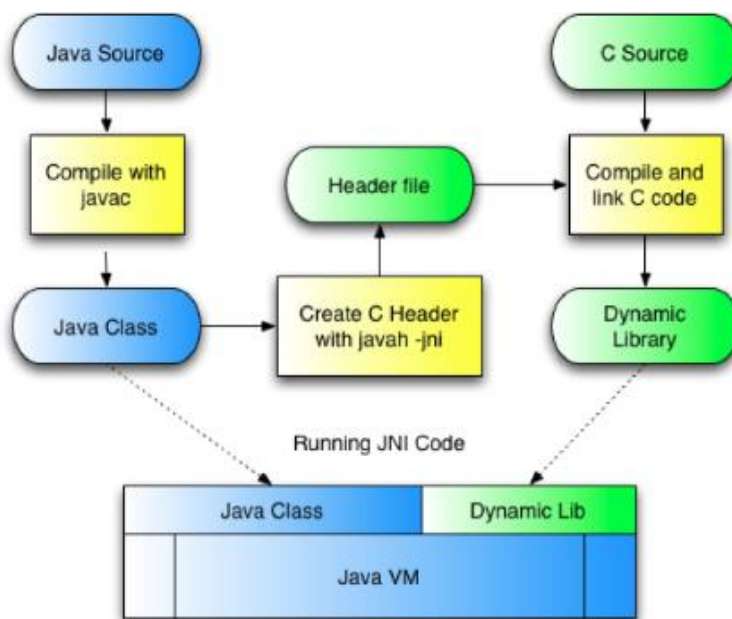 Java Source
C Source
Compile with
javac
Header file
Compile and
link C code
Java Class
Create C Header
with javah -jni
Dynamic
Library
Running JNI Code
Java Class
Dynamic Lib
Java VM